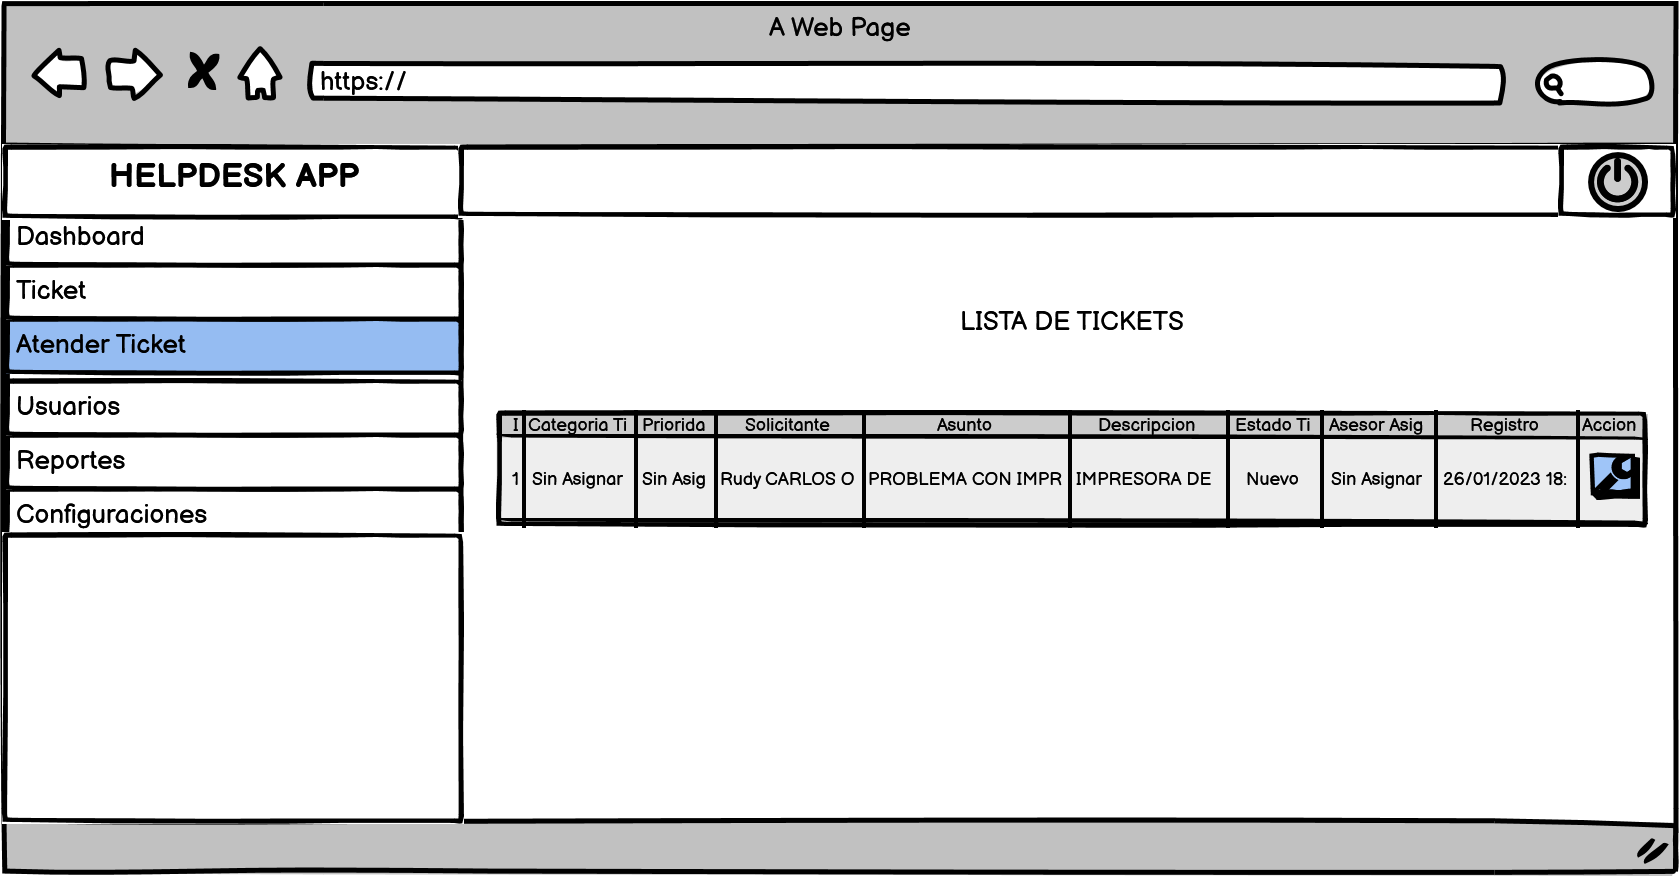 A Web Page
https://
HELPDESK APP
Dashboard
Ticket
Atender Ticket
Usuarios
Reportes
Configuraciones
LISTA DE TICKETS
I Categoria Ti Priorida Solicitante Asunto Descripcion Estado Ti Asesor Asig Registro Accion
1 Sin Asignar Sin Asig Rudy CARLOS O PROBLEMA CON IMPR IMPRESORA DE Nuevo Sin Asignar 26/01/2023 18: